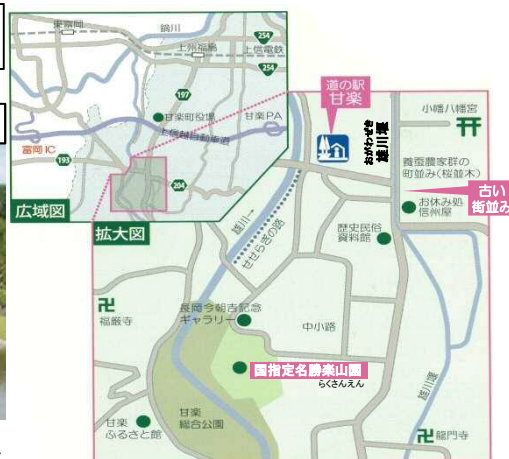 東富岡
鏑川
上州福島
上信電鉄
254
254
197
甘楽町役場
甘楽PA
上信越自動車道
富岡IC
193
204
広域図
拡大図
道の駅
甘楽
おがわぜき
雄川堰
小幡八幡宮
養蚕農家群の
町並み(桜並木)
古い
街並み
お休み処
信州屋
歴史民俗
資料館
雄川→
せせらぎの路
長岡今朝吉記念
ギャラリー
中小路
福厳寺
国指定名勝楽山園
らくさんえん
雄川堰
甘楽
総合公園
甘楽
ふるさと館
龍門寺